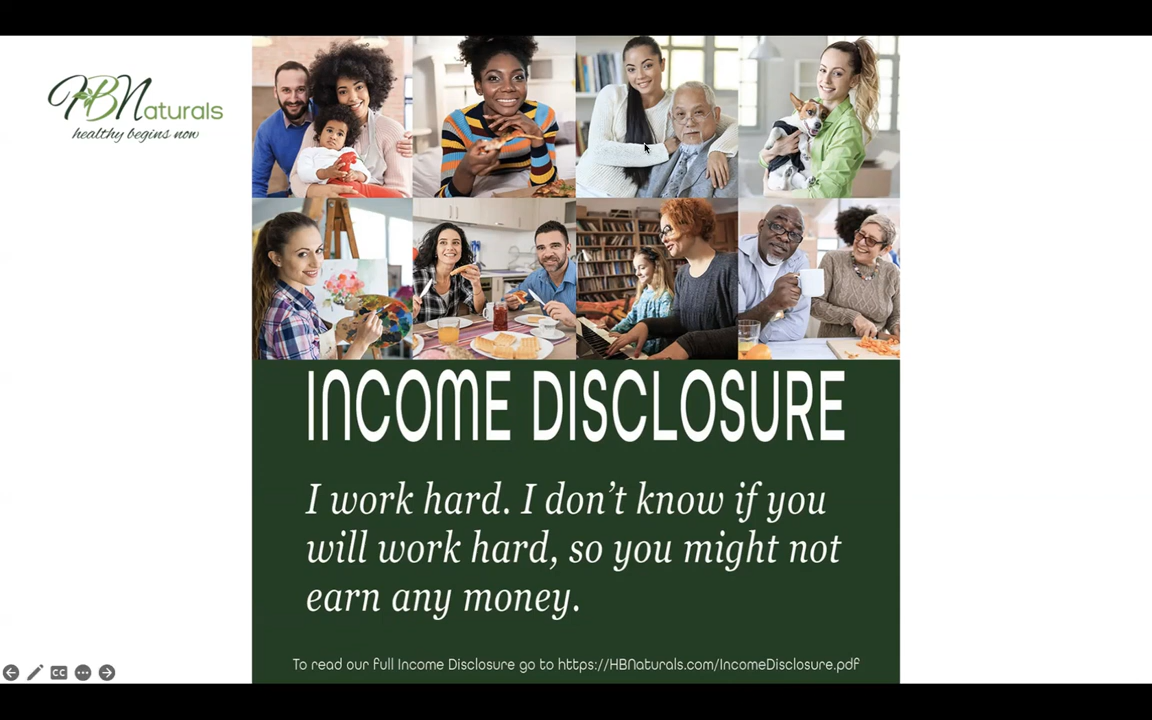 HBNaturals
healthy begins now
INCOME DISCLOSURE
I work hard. I don't know if you
will work hard, so you might not
earn any money.
To read our full Income Disclosure go to https://HBNaturals.com/IncomeDisclosure.pdf
CC